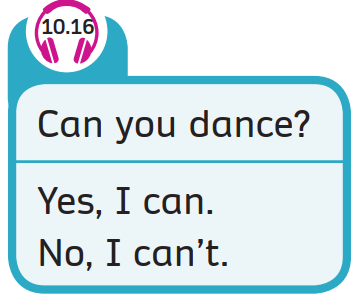 10.16
Can you dance?
Yes, I can.
No, I can't.